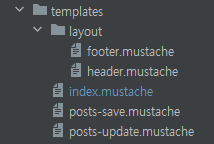 templates
layout
footer.mustache
header.mustache
index.mustache
posts-save.mustache
posts-update.mustache